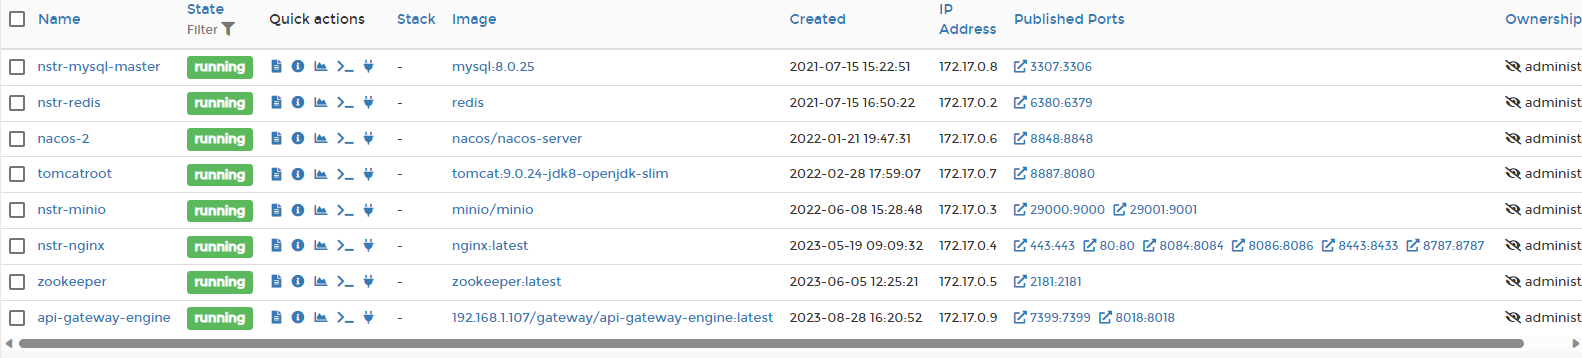 Name State Filter Quick actions Stack Image Created IP Address Published Ports Ownership
nstr-mysql-master running - mysql:8.0.25 2021-07-15 15:22:51 172.17.0.8 3307:3306 administ
nstr-redis running - redis 2021-07-15 16:50:22 172.17.0.2 6380:6379 administ
nacos-2 running - nacos/nacos-server 2022-01-21 19:47:31 172.17.0.6 8848:8848 administ
tomcatroot running - tomcat:9.0.24-jdk8-openjdk-slim 2022-02-28 17:59:07 172.17.0.7 8887:8080 administ
nstr-minio running - minio/minio 2022-06-08 15:28:48 172.17.0.3 29000:9000 29001:9001 administ
nstr-nginx running - nginx:latest 2023-05-19 09:09:32 172.17.0.4 443:443 80:80 8084:8084 8086:8086 8443:8433 8787:8787 administ
zookeeper running - zookeeper:latest 2023-06-05 12:25:21 172.17.0.5 2181:2181 administ
api-gateway-engine running - 192.168.1.107/gateway/api-gateway-engine:latest 2023-08-28 16:20:52 172.17.0.9 7399:7399 8018:8018 administ